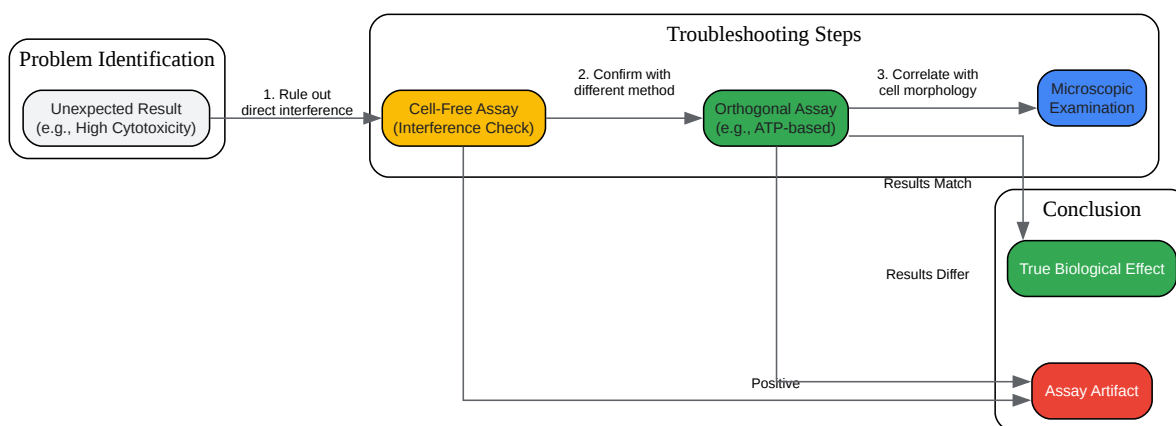 Problem Identification
Unexpected Result
(e.g., High Cytotoxicity)
1. Rule out
direct interference
Troubleshooting Steps
Cell-Free Assay
(Interference Check)
2. Confirm with
different method
Orthogonal Assay
(e.g., ATP-based)
3. Correlate with
cell morphology
Microscopic
Examination
Results Match
Conclusion
True Biological Effect
Results Differ
Positive
Assay Artifact